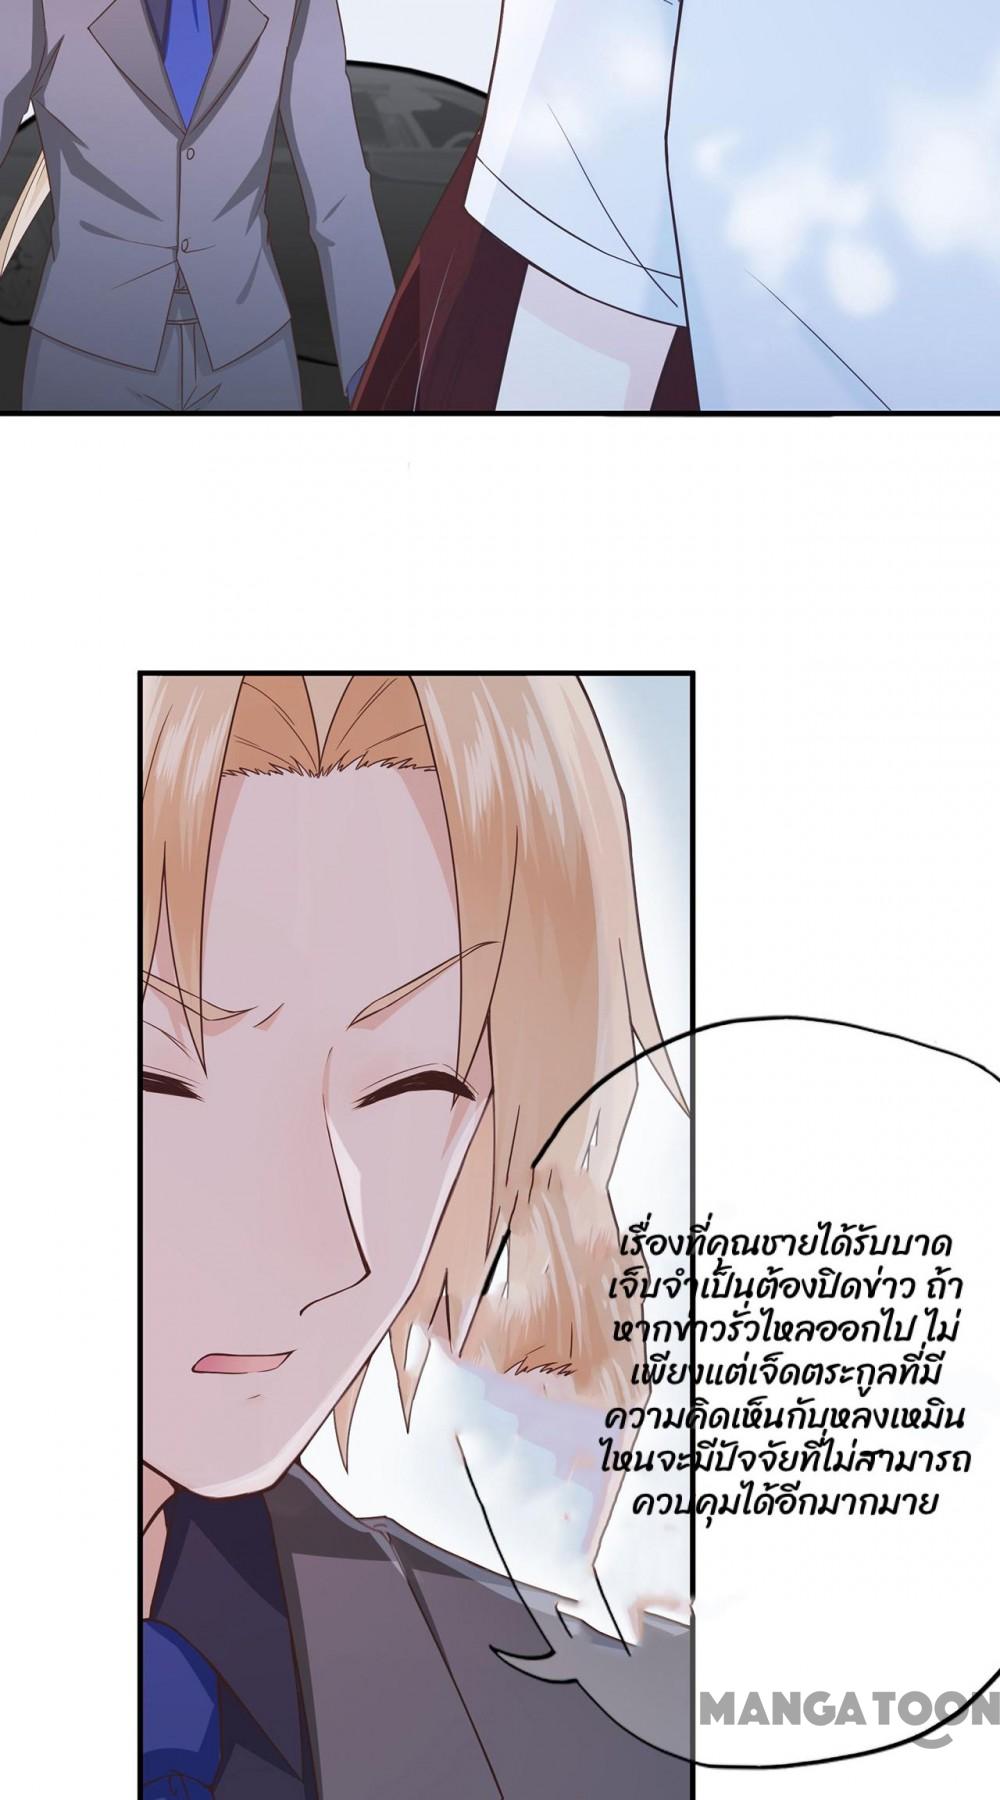 เรื่องที่คุณชายได้รับบาด
เจ็บจำเป็นต้องปิดข่าว ถ้า
หากข่าวรั่วไหลออกไป ไม่
เพียงแต่เจ็ดตระกูลที่มี
ความคิดเห็นกับหลงเหมิน
ไหนจะมีปัจจัยที่ไม่สามารถ
ควบคุมได้อีกมากมาย
MANGATOON